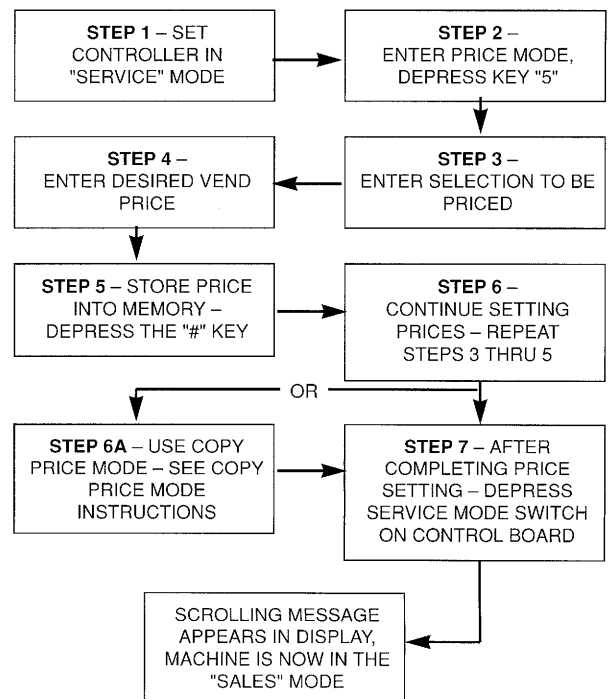 STEP 1 – SET
CONTROLLER IN
"SERVICE" MODE
STEP 2 –
ENTER PRICE MODE,
DEPRESS KEY "5"
STEP 3 –
ENTER SELECTION TO BE
PRICED
STEP 4 –
ENTER DESIRED VEND
PRICE
STEP 5 – STORE PRICE
INTO MEMORY –
DEPRESS THE "#" KEY
STEP 6 –
CONTINUE SETTING
PRICES – REPEAT
STEPS 3 THRU 5
OR
STEP 6A – USE COPY
PRICE MODE – SEE COPY
PRICE MODE
INSTRUCTIONS
STEP 7 – AFTER
COMPLETING PRICE
SETTING – DEPRESS
SERVICE MODE SWITCH
ON CONTROL BOARD
SCROLLING MESSAGE
APPEARS IN DISPLAY,
MACHINE IS NOW IN THE
"SALES" MODE